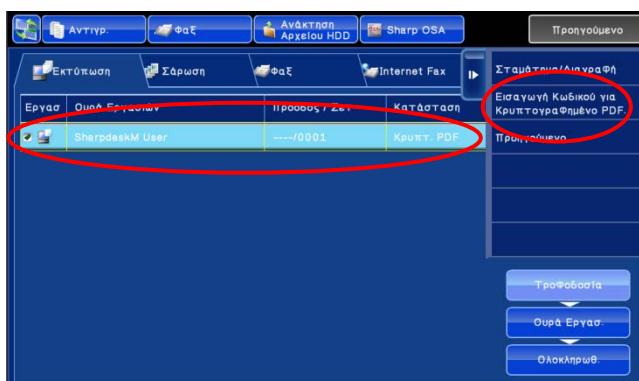 Αντιγρ.
Φαξ
Ανάκτηση
Αρχείου HDD
Sharp OSA
Προηγούμενο
Εκτύπωση
Σάρωση
Φαξ
Internet Fax
Σταμάτημα/Διαγραφή
Εργασ
Ουρά Εργασιών
Πρόοδος / Σετ
Κατάσταση
Εισαγωγή Κωδικού για
Κρυπτογραφημένο PDF.
SherpdeskM User
----/0001
Κρυπτ. PDF
Προηγούμενο
Τροφοδοσία
Ουρά Εργασ.
Ολοκληρωθ.